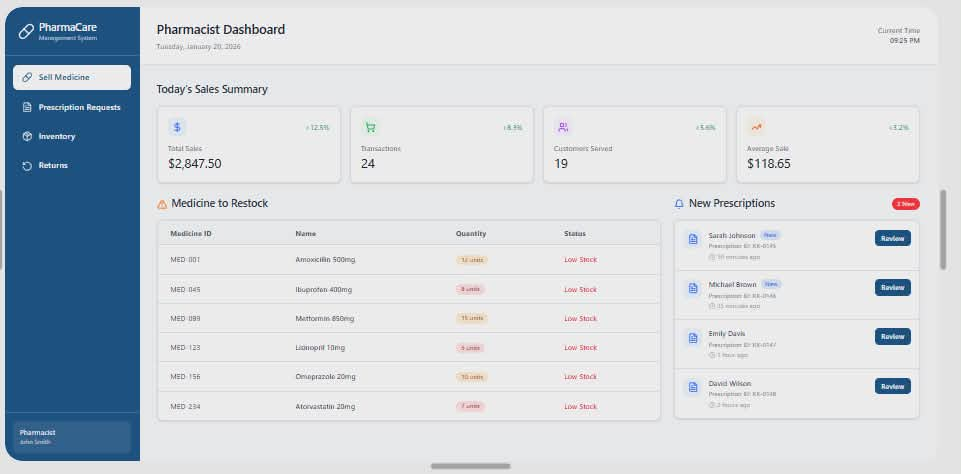 PharmaCare
Management System
Sell Medicine
Prescription Requests
Inventory
Returns
Pharmacist
John Smith
Pharmacist Dashboard
Tuesday, January 20, 2026
Current Time
09:25 PM
Today's Sales Summary
+12.5%
Total Sales
$2,847.50
+8.3%
Transactions
24
+5.6%
Customers Served
19
+3.2%
Average Sale
$118.65
Medicine to Restock
Medicine ID Name Quantity Status
MED-001 Amoxicillin 500mg 12 units Low Stock
MED-045 Ibuprofen 400mg 8 units Low Stock
MED-089 Metformin 850mg 15 units Low Stock
MED-123 Lisinopril 10mg 5 units Low Stock
MED-156 Omeprazole 20mg 10 units Low Stock
MED-234 Atorvastatin 20mg 7 units Low Stock
New Prescriptions
2 New
Sarah Johnson New
Prescription ID: RX-0145
10 minutes ago
Review
Michael Brown New
Prescription ID: RX-0146
25 minutes ago
Review
Emily Davis
Prescription ID: RX-0147
1 hour ago
Review
David Wilson
Prescription ID: RX-0148
2 hours ago
Review